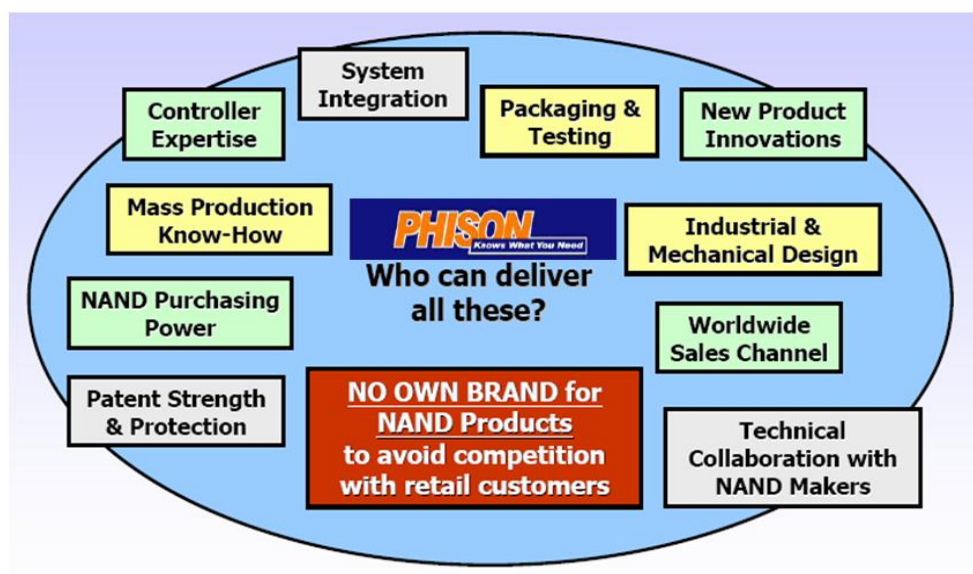 System
Integration
Controller
Expertise
Packaging &
Testing
New Product
Innovations
Mass Production
Know-How
PHISON
Knows What You Need
Industrial &
Mechanical Design
Who can deliver
all these?
NAND Purchasing
Power
Worldwide
Sales Channel
Patent Strength
& Protection
NO OWN BRAND for
NAND Products
to avoid competition
with retail customers
Technical
Collaboration with
NAND Makers